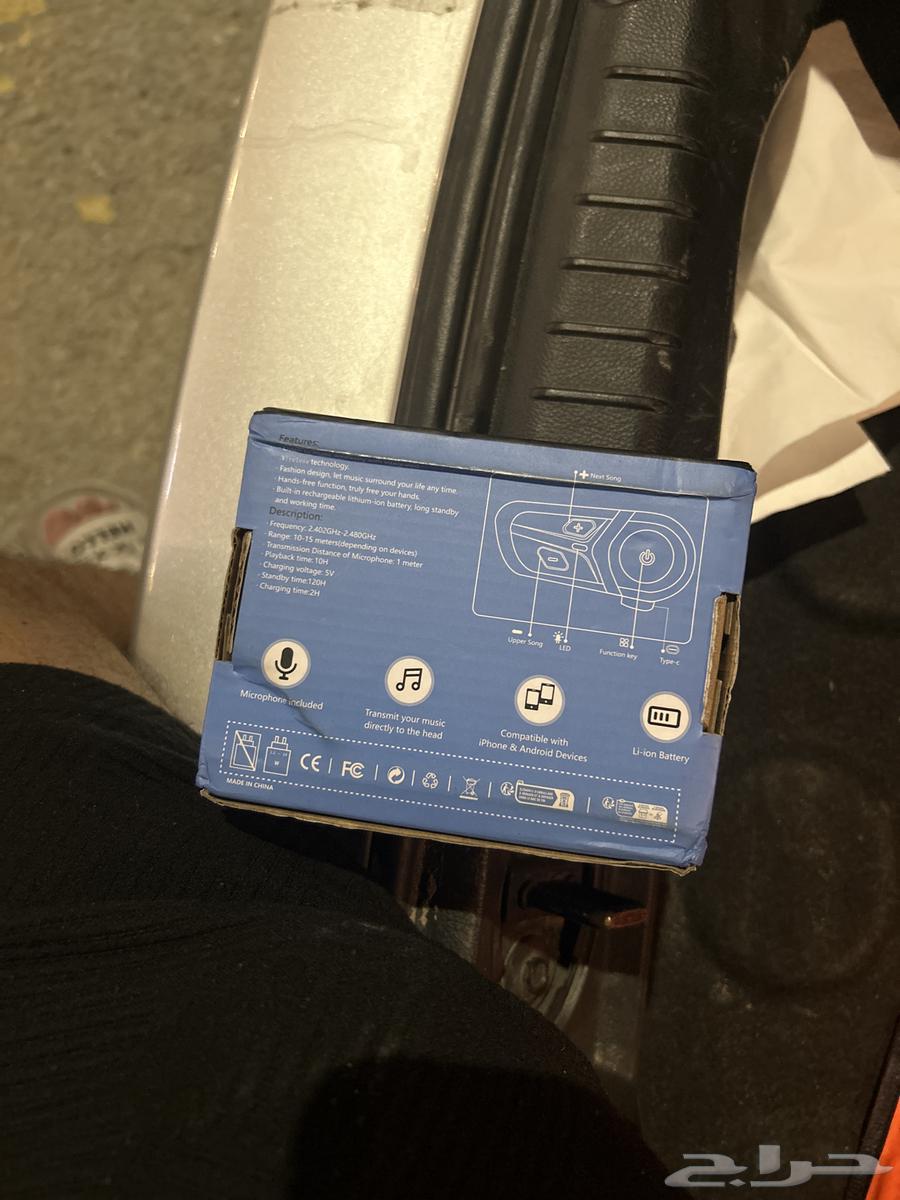 Features:
Wireless technology.
· Fashion design, let music surround your life any time.
· Hands-free function, truly free your hands.
· Built-in rechargeable lithium-ion battery, long standby
and working time.
Description:
· Frequency: 2.402GHz-2.480GHz
· Range: 10-15 meters(depending on devices)
· Transmission Distance of Microphone: 1 meter
· Playback time:10H
· Charging voltage: 5V
· Standby time:120H
· Charging time:2H
Next Song
Upper Song
LED
Function key
Type-c
Microphone included
Transmit your music
directly to the head
Compatible with
iPhone & Android Devices
Li-ion Battery
CE
FC
MADE IN CHINA
حراج